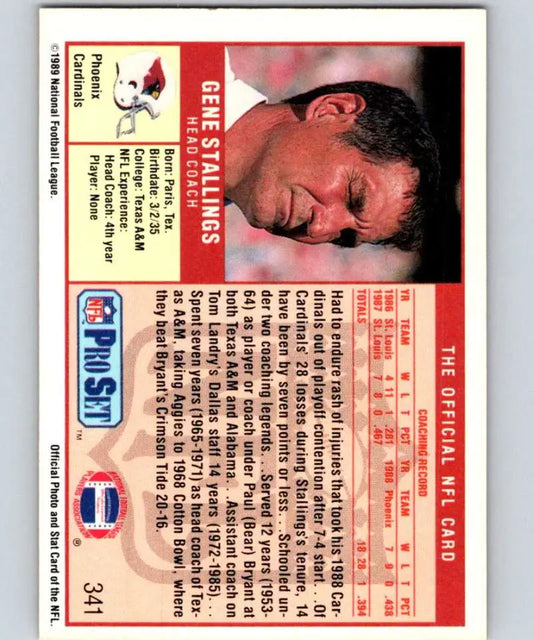 THE OFFICIAL NFL CARD
COACHING RECORD
YR TEAM W L T PCT YR TEAM W L T PCT
1986 St. Louis 4 11 1 .281 1988 Phoenix 7 9 0 .438
1987 St. Louis 7 8 0 .467
TOTALS 18 28 1 .394
Had to endure rash of injuries that took his 1988 Car-
dinals out of playoff contention after 7-4 start. . .Of
Cardinals' 28 losses during Stallings's tenure, 14
have been by seven points or less. . .Schooled un-
der two coaching legends. . .Served 12 years (1953-
64) as player or coach under Paul (Bear) Bryant at
both Texas A&M and Alabama. . .Assistant coach on
Tom Landry's Dallas staff 14 years (1972-1985). . .
Spent seven years (1965-1971) as head coach of Tex-
as A&M, taking Aggies to 1968 Cotton Bowl, where
they beat Bryant's Crimson Tide 20-16.
GENE STALLINGS
HEAD COACH
Born: Paris, Tex.
Birthdate: 3/2/35
College: Texas A&M
NFL Experience:
Head Coach: 4th year
Player: None
Phoenix
Cardinals
NFL PRO SET ™
NATIONAL FOOTBALL LEAGUE
PLAYERS ASSOCIATION
®
341
©1989 National Football League.
Official Photo and Stat Card of the NFL.